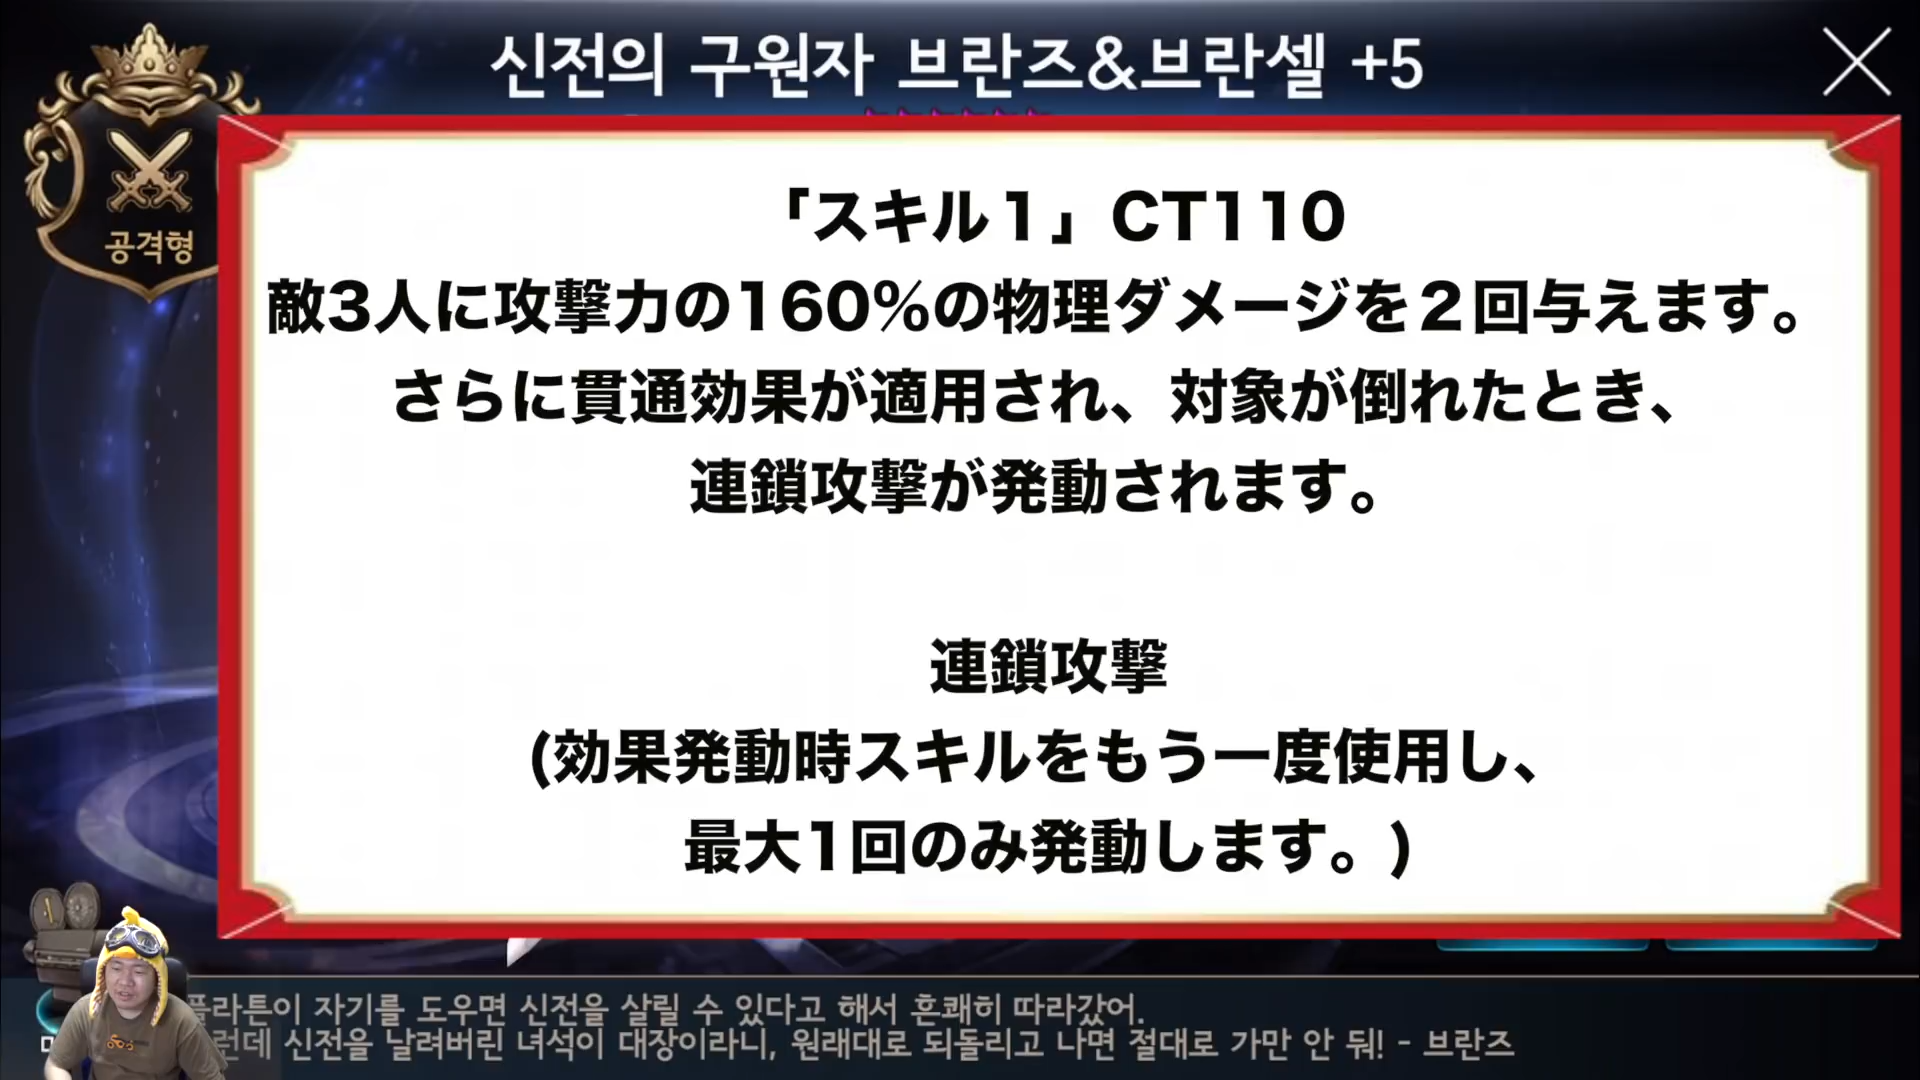 신전의 구원자 브란즈&브란셀 +5
공격형
「スキル１」CT110
敵3人に攻撃力の160%の物理ダメージを２回与えます。
さらに貫通効果が適用され、対象が倒れたとき、
連鎖攻撃が発動されます。
連鎖攻撃
(効果発動時スキルをもう一度使用し、
最大1回のみ発動します。)
플라튼이 자기를 도우면 신전을 살릴 수 있다고 해서 흔쾌히 따라갔어.
런데 신전을 날려버린 녀석이 대장이라니, 원래대로 되돌리고 나면 절대로 가만 안 둬! - 브란즈